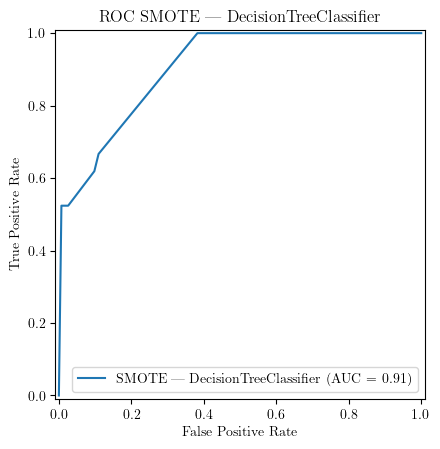 ROC SMOTE — DecisionTreeClassifier
1.0
0.8
0.6
0.4
0.2
0.0
True Positive Rate
SMOTE — DecisionTreeClassifier (AUC = 0.91)
0.0 0.2 0.4 0.6 0.8 1.0
False Positive Rate